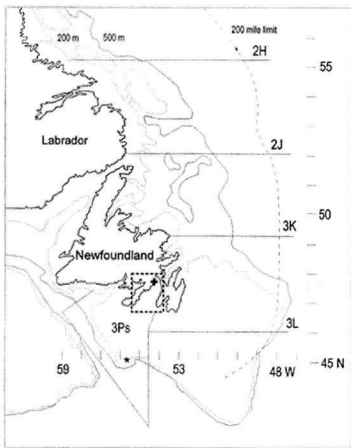 200 m 500 m 200 mile limit
2H
55
Labrador
2J
50
3K
Newfoundland
3Ps
3L
59 53 48 W 45 N